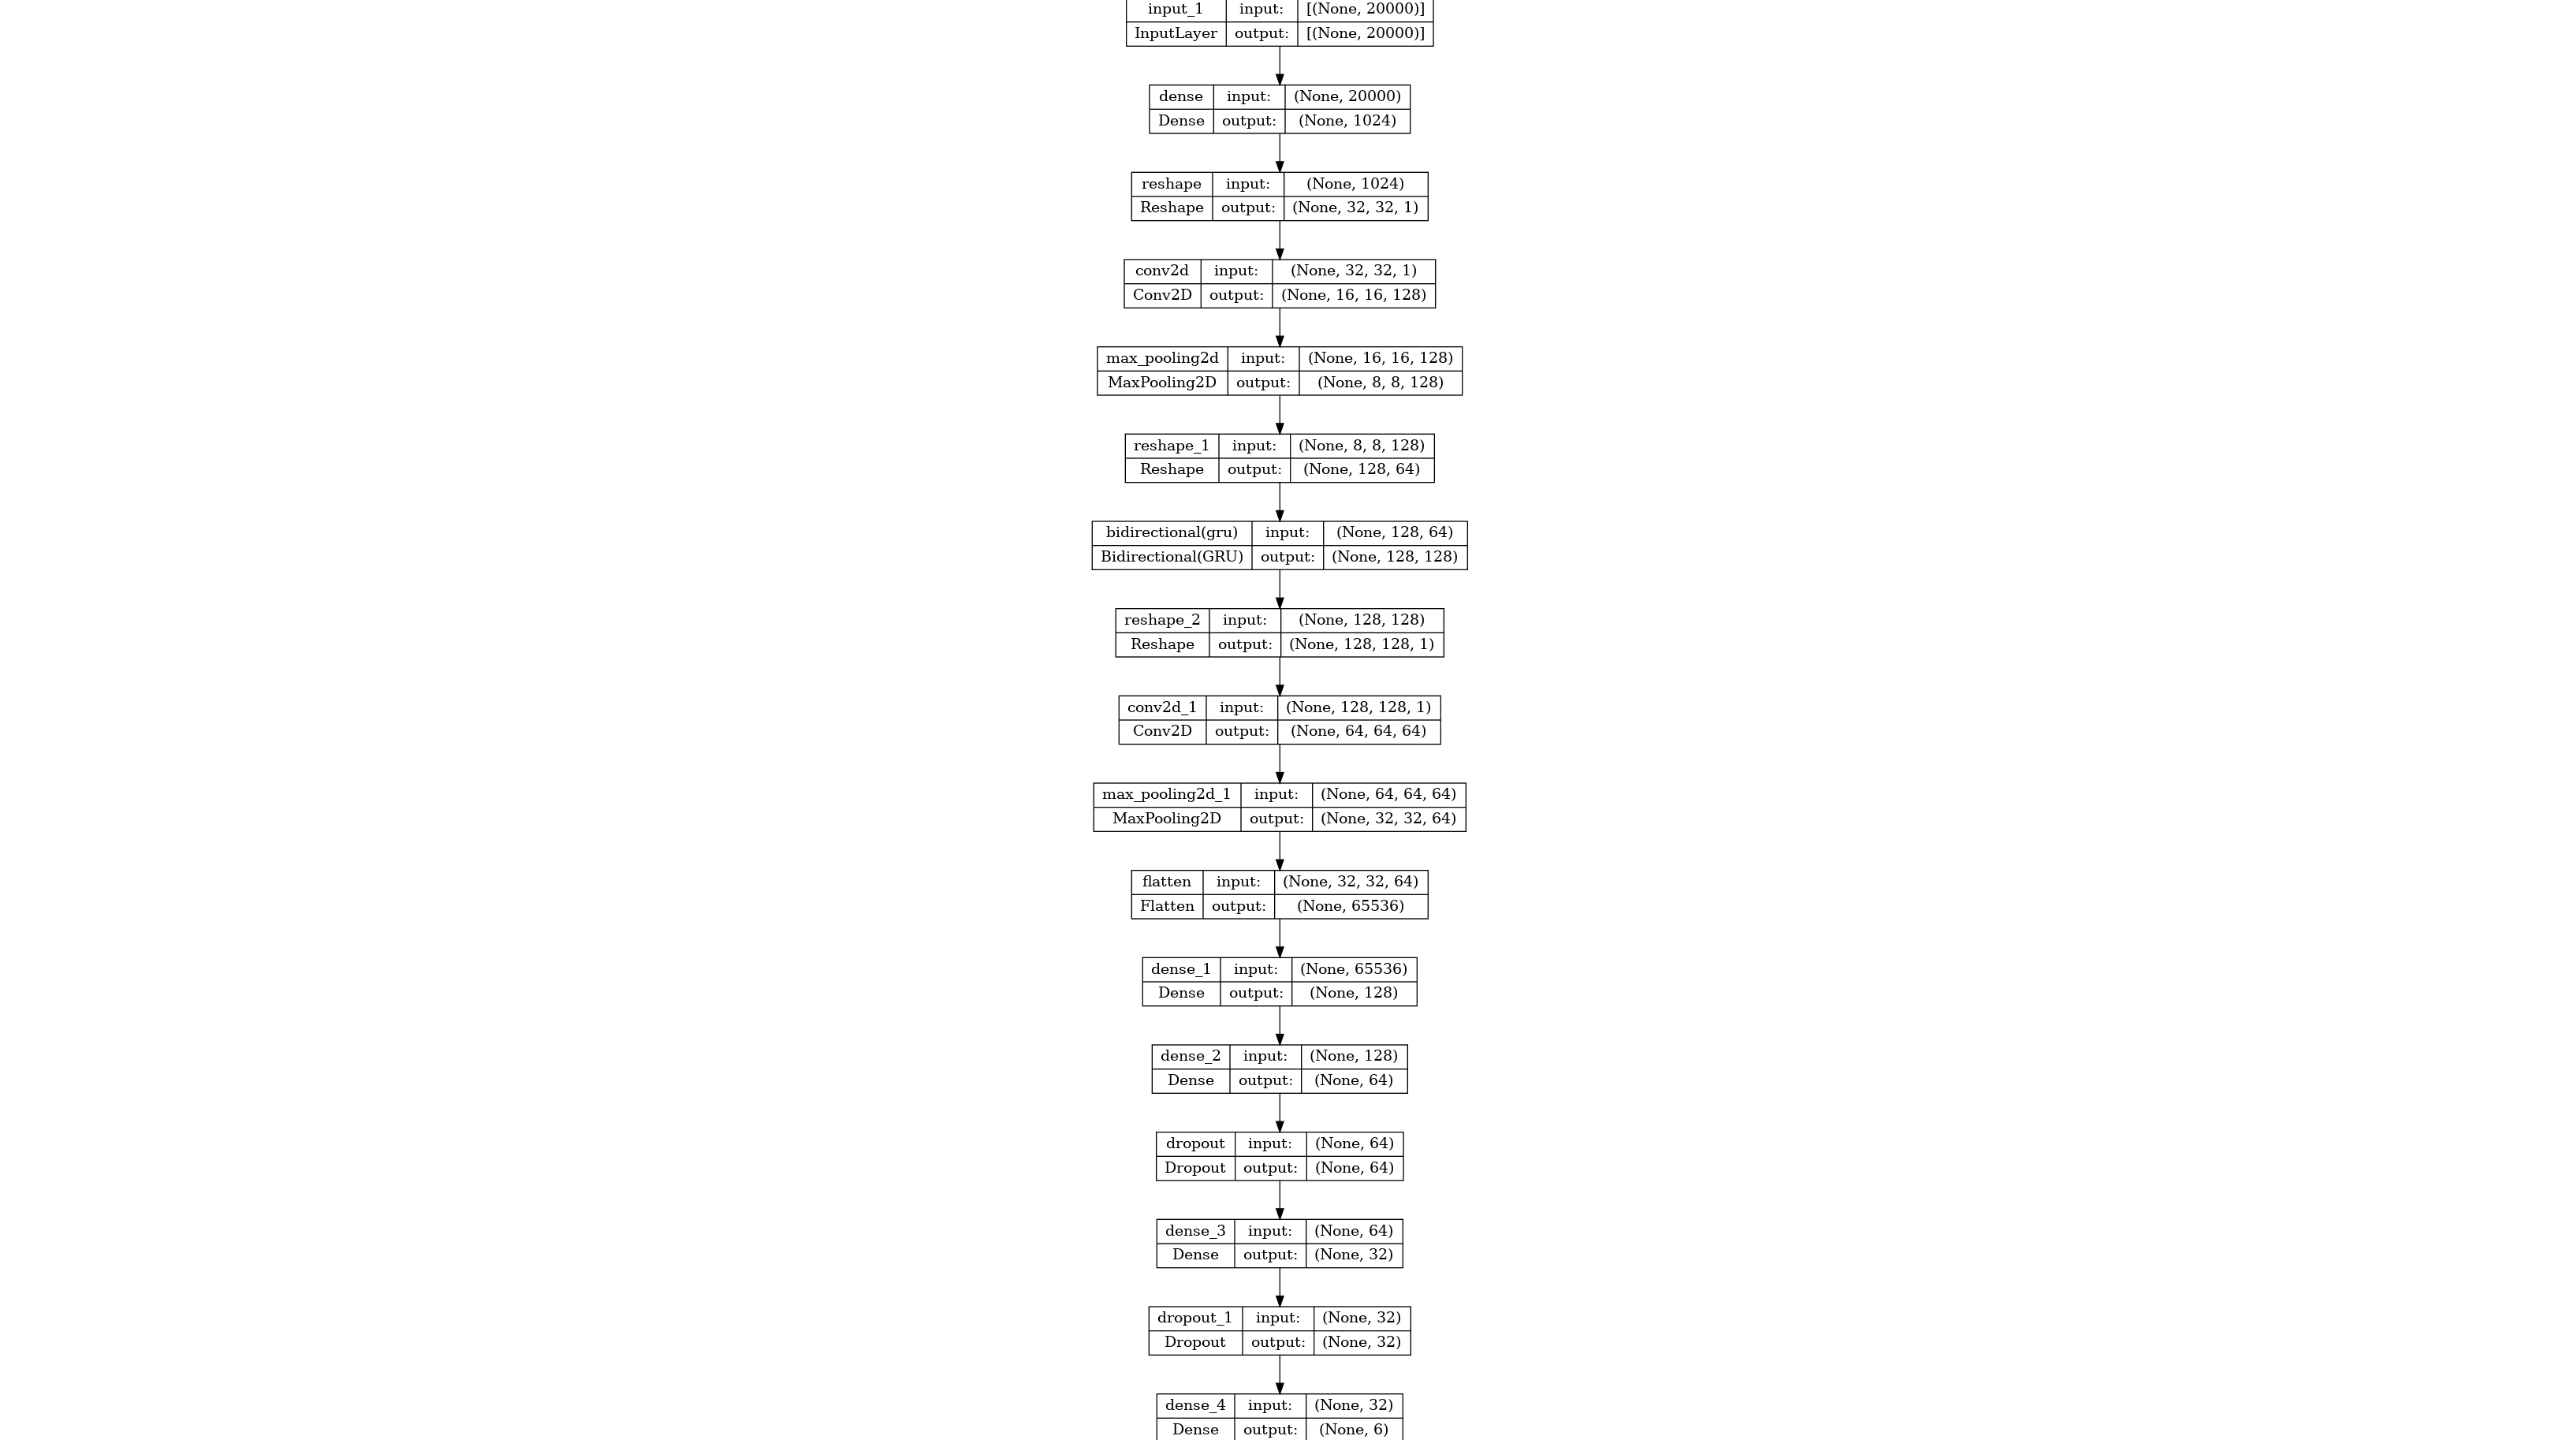 input_1 input: [(None, 20000)]
InputLayer output: [(None, 20000)]
dense input: (None, 20000)
Dense output: (None, 1024)
reshape input: (None, 1024)
Reshape output: (None, 32, 32, 1)
conv2d input: (None, 32, 32, 1)
Conv2D output: (None, 16, 16, 128)
max_pooling2d input: (None, 16, 16, 128)
MaxPooling2D output: (None, 8, 8, 128)
reshape_1 input: (None, 8, 8, 128)
Reshape output: (None, 128, 64)
bidirectional(gru) input: (None, 128, 64)
Bidirectional(GRU) output: (None, 128, 128)
reshape_2 input: (None, 128, 128)
Reshape output: (None, 128, 128, 1)
conv2d_1 input: (None, 128, 128, 1)
Conv2D output: (None, 64, 64, 64)
max_pooling2d_1 input: (None, 64, 64, 64)
MaxPooling2D output: (None, 32, 32, 64)
flatten input: (None, 32, 32, 64)
Flatten output: (None, 65536)
dense_1 input: (None, 65536)
Dense output: (None, 128)
dense_2 input: (None, 128)
Dense output: (None, 64)
dropout input: (None, 64)
Dropout output: (None, 64)
dense_3 input: (None, 64)
Dense output: (None, 32)
dropout_1 input: (None, 32)
Dropout output: (None, 32)
dense_4 input: (None, 32)
Dense output: (None, 6)